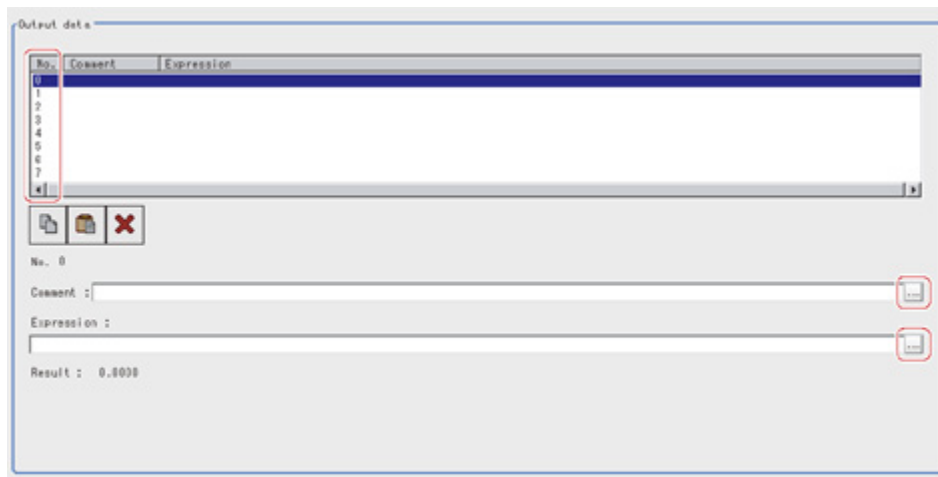 Output data
No. Comment Expression
0
1
2
3
4
5
6
7
No. 0
Comment :
...
Expression :
...
Result : 0.0000